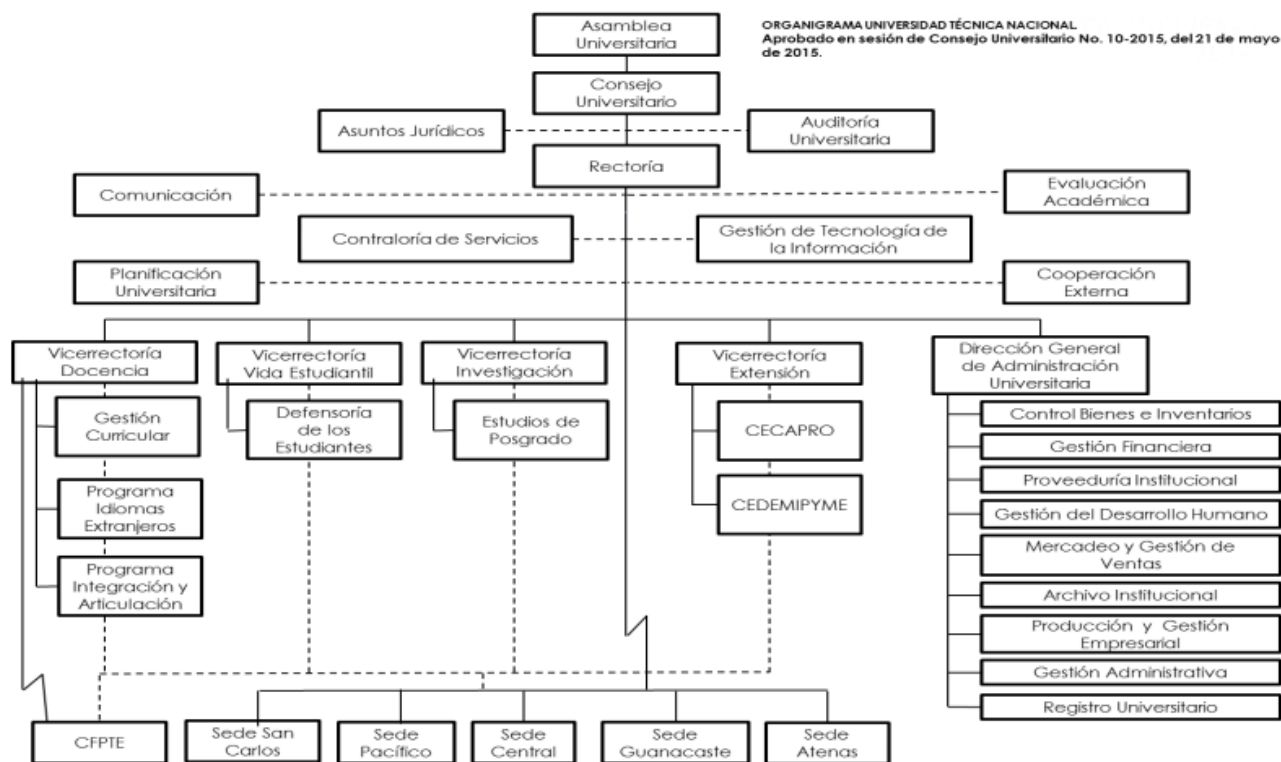 ORGANIGRAMA UNIVERSIDAD TÉCNICA NACIONAL
Aprobado en sesión de Consejo Universitario No. 10-2015, del 21 de mayo
de 2015.
Asamblea
Universitaria
Consejo
Universitario
Asuntos Jurídicos
Auditoría
Universitaria
Rectoría
Comunicación
Evaluación
Académica
Contraloría de Servicios
Gestión de Tecnología de
la Información
Planificación
Universitaria
Cooperación
Externa
Vicerrectoría
Docencia
Vicerrectoría
Vida Estudiantil
Vicerrectoría
Investigación
Vicerrectoría
Extensión
Dirección General
de Administración
Universitaria
Gestión
Curricular
Programa
Idiomas
Extranjeros
Programa
Integración y
Articulación
Defensoría
de los
Estudiantes
Estudios de
Posgrado
CECAPRO
CEDEMIPYME
Control Bienes e Inventarios
Gestión Financiera
Proveeduría Institucional
Gestión del Desarrollo Humano
Mercadeo y Gestión de
Ventas
Archivo Institucional
Producción y Gestión
Empresarial
Gestión Administrativa
Registro Universitario
CFPTE
Sede San
Carlos
Sede
Pacífico
Sede
Central
Sede
Guanacaste
Sede
Atenas